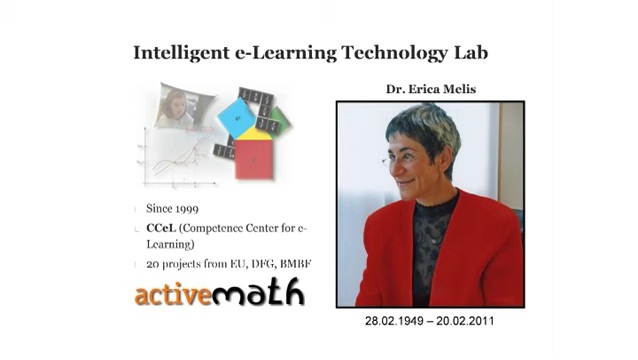 Intelligent e-Learning Technology Lab
Dr. Erica Melis
Since 1999
CCeL (Competence Center for e-
Learning)
20 projects from EU, DFG, BMBF
activemath
28.02.1949 – 20.02.2011